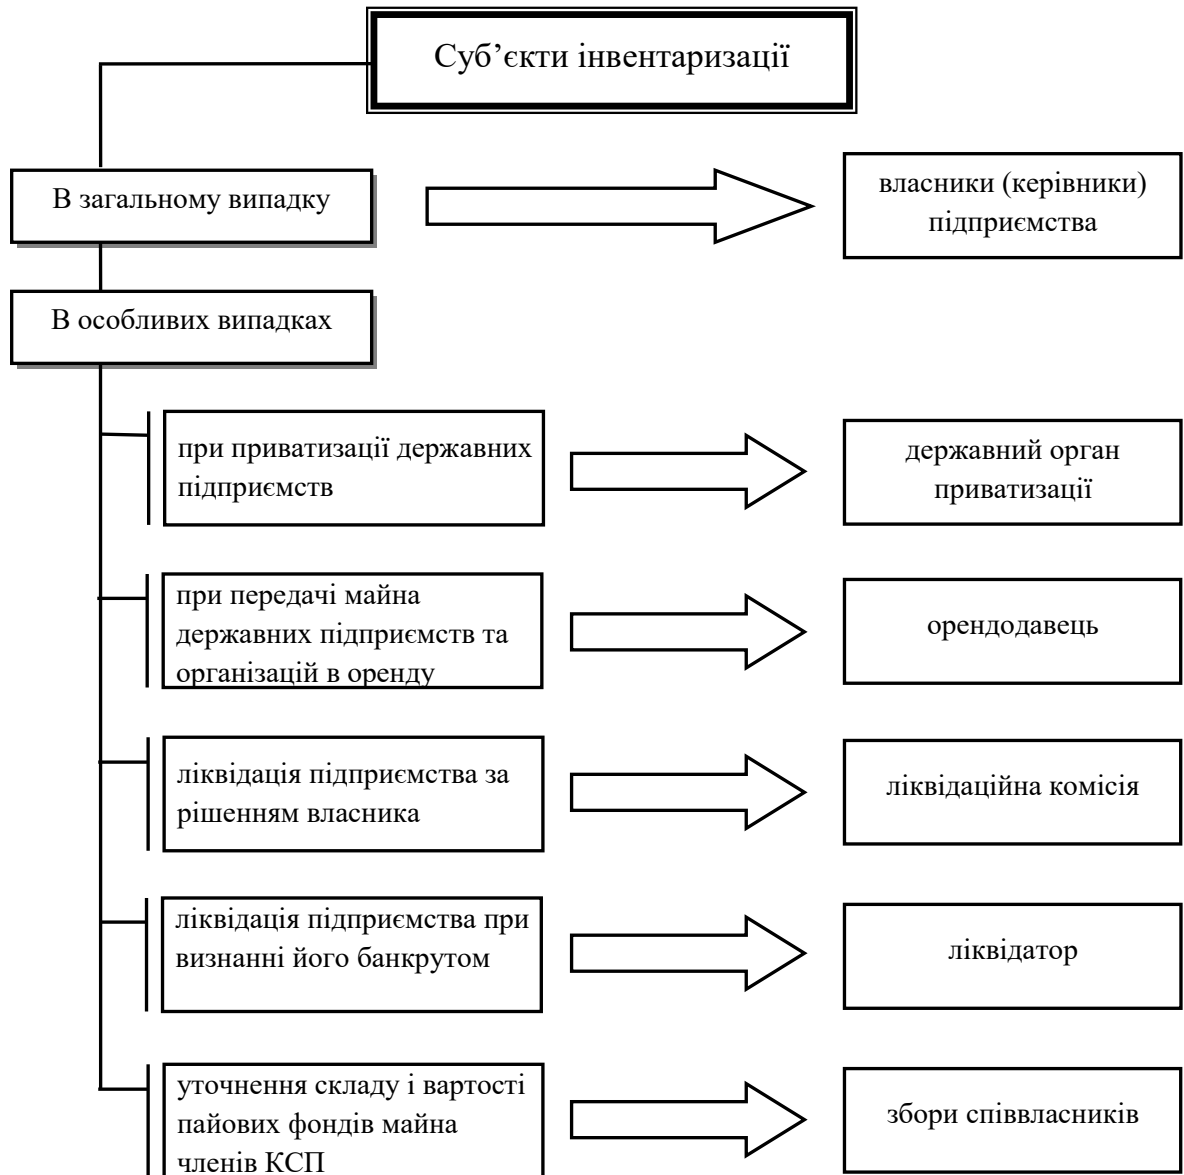 Суб’єкти інвентаризації
В загальному випадку
власники (керівники)
підприємства
В особливих випадках
при приватизації державних
підприємств
державний орган
приватизації
при передачі майна
державних підприємств та
організацій в оренду
орендодавець
ліквідація підприємства за
рішенням власника
ліквідаційна комісія
ліквідація підприємства при
визнанні його банкрутом
ліквідатор
уточнення складу і вартості
пайових фондів майна
членів КСП
збори співвласників